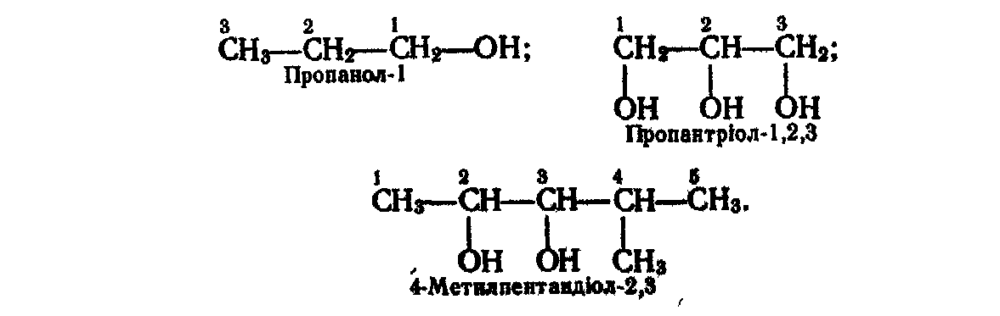 3 2 1 1 2 3
CH₃—CH₂—CH₂—OH; CH₂—CH—CH₂;
Пропанол-1
OH OH OH
Пропантріол-1,2,3
1 2 3 4 5
CH₃—CH—CH—CH—CH₃.
OH OH CH₃
4-Метилпентандіол-2,3